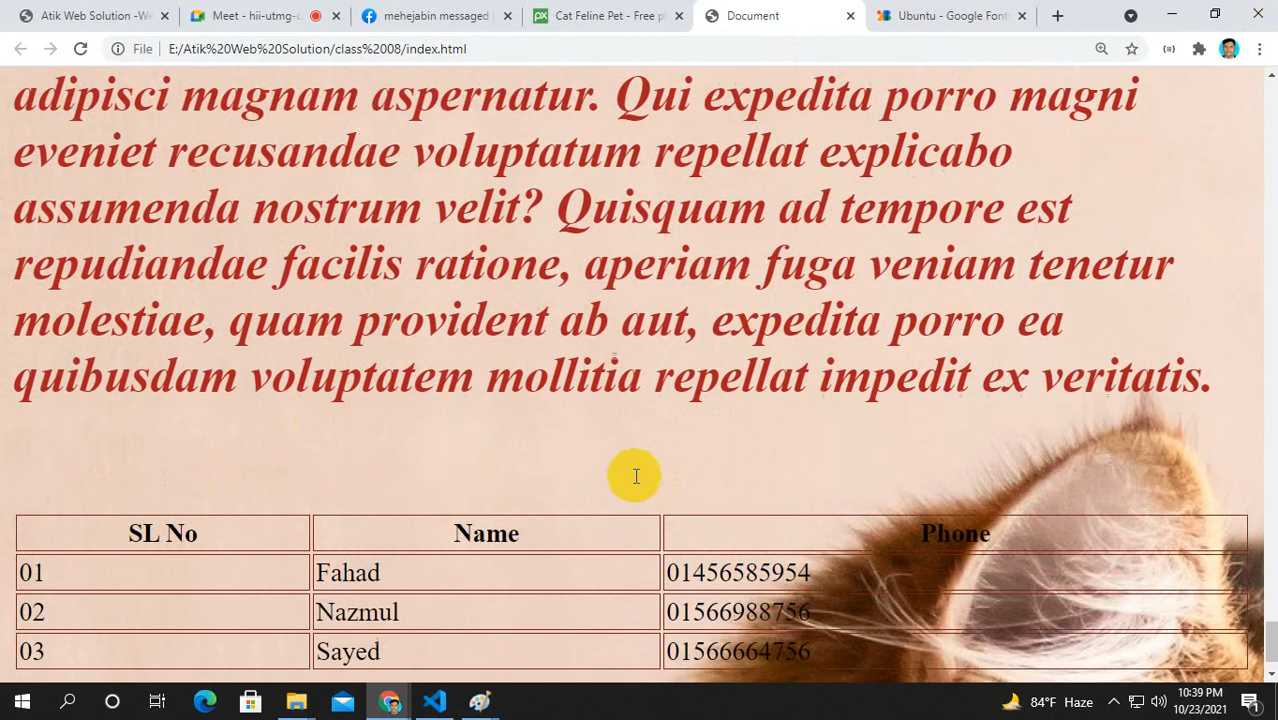 Atik Web Solution -We
Meet - hii-utmg-c
mehejabin messaged
Cat Feline Pet - Free p
Document
Ubuntu - Google Font
File
E:/Atik%20Web%20Solution/class%2008/index.html
adipisci magnam aspernatur. Qui expedita porro magni
eveniet recusandae voluptatum repellat explicabo
assumenda nostrum velit? Quisquam ad tempore est
repudiandae facilis ratione, aperiam fuga veniam tenetur
molestiae, quam provident ab aut, expedita porro ea
quibusdam voluptatem mollitia repellat impedit ex veritatis.
SL No Name Phone
01 Fahad 01456585954
02 Nazmul 01566988756
03 Sayed 01566664756
84°F Haze
10:39 PM
10/23/2021
1